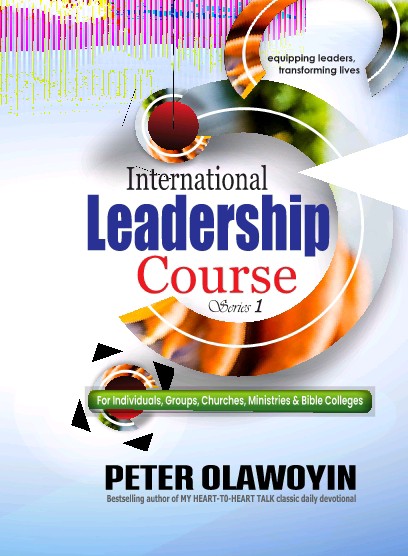 equipping leaders,
transforming lives
International
Leadership
Course
Series 1
For Individuals, Groups, Churches, Ministries & Bible Colleges
PETER OLAWOYIN
Bestselling author of MY HEART-TO-HEART TALK classic daily devotional